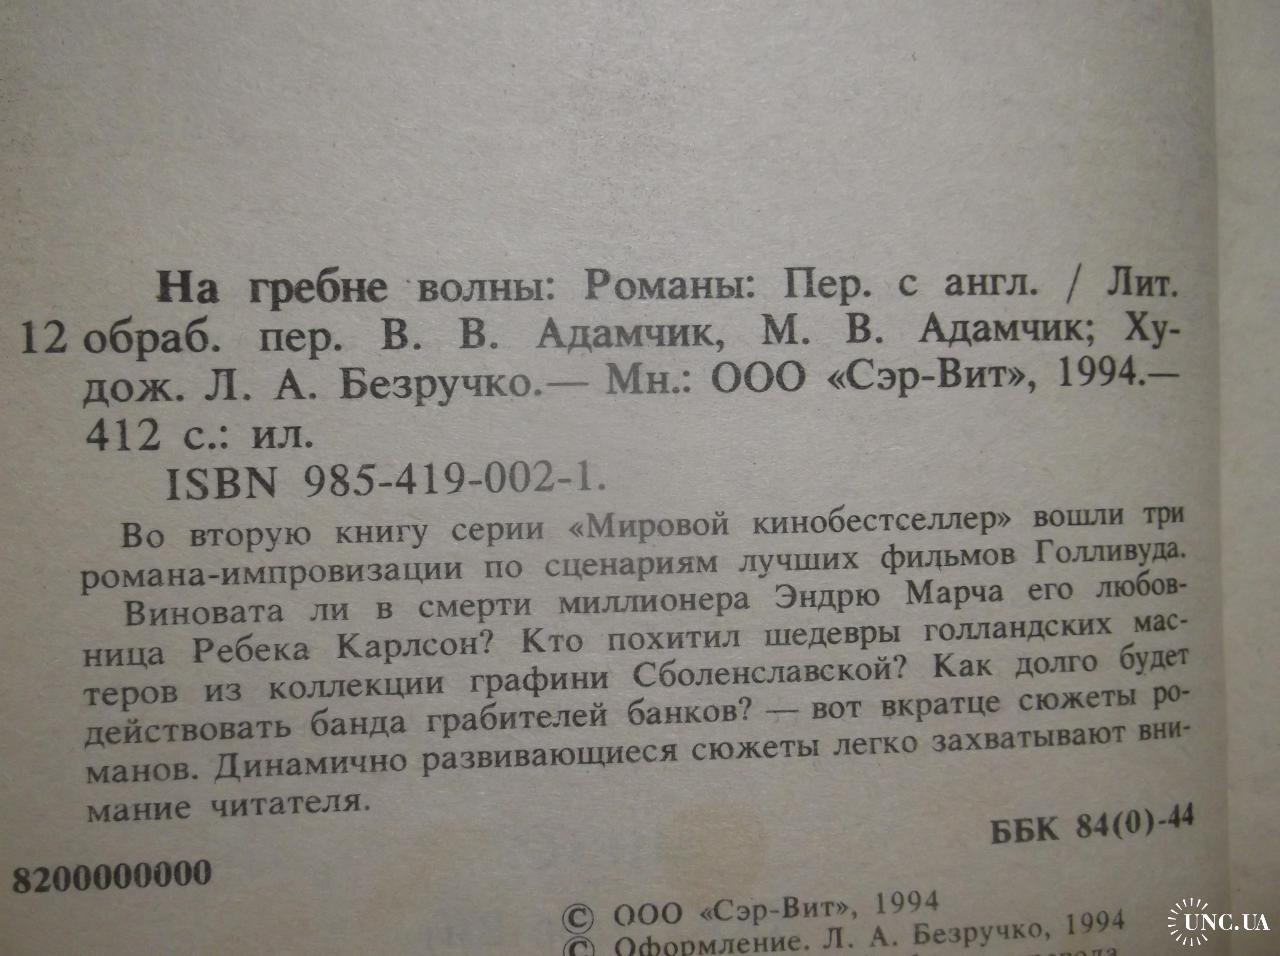 На гребне волны: Романы: Пер. с англ. / Лит.
12 обраб. пер. В. В. Адамчик, М. В. Адамчик; Ху-
дож. Л. А. Безручко.— Мн.: ООО «Сэр-Вит», 1994.—
412 с.: ил.
ISBN 985-419-002-1.
Во вторую книгу серии «Мировой кинобестселлер» вошли три
романа-импровизации по сценариям лучших фильмов Голливуда.
Виновата ли в смерти миллионера Эндрю Марча его любов-
ница Ребека Карлсон? Кто похитил шедевры голландских мас-
теров из коллекции графини Сболенславской? Как долго будет
действовать банда грабителей банков? — вот вкратце сюжеты ро-
манов. Динамично развивающиеся сюжеты легко захватывают вни-
мание читателя.
ББК 84(0)-44
8200000000
© ООО «Сэр-Вит», 1994
© Оформление. Л. А. Безручко, 1994
UNC.UA